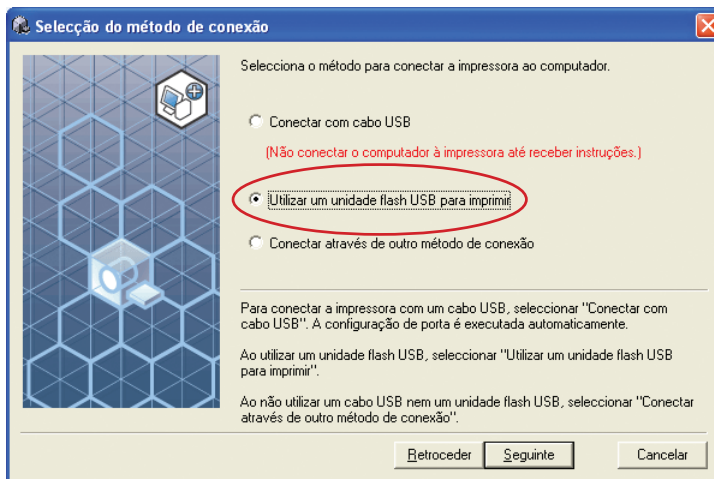 Selecção do método de conexão
Selecciona o método para conectar a impressora ao computador.
Conectar com cabo USB
(Não conectar o computador à impressora até receber instruções.)
Utilizar um unidade flash USB para imprimir
Conectar através de outro método de conexão
Para conectar a impressora com um cabo USB, seleccionar "Conectar com
cabo USB". A configuração de porta é executada automaticamente.
Ao utilizar um unidade flash USB, seleccionar "Utilizar um unidade flash USB
para imprimir".
Ao não utilizar um cabo USB nem um unidade flash USB, seleccionar "Conectar
através de outro método de conexão".
Retroceder
Seguinte
Cancelar